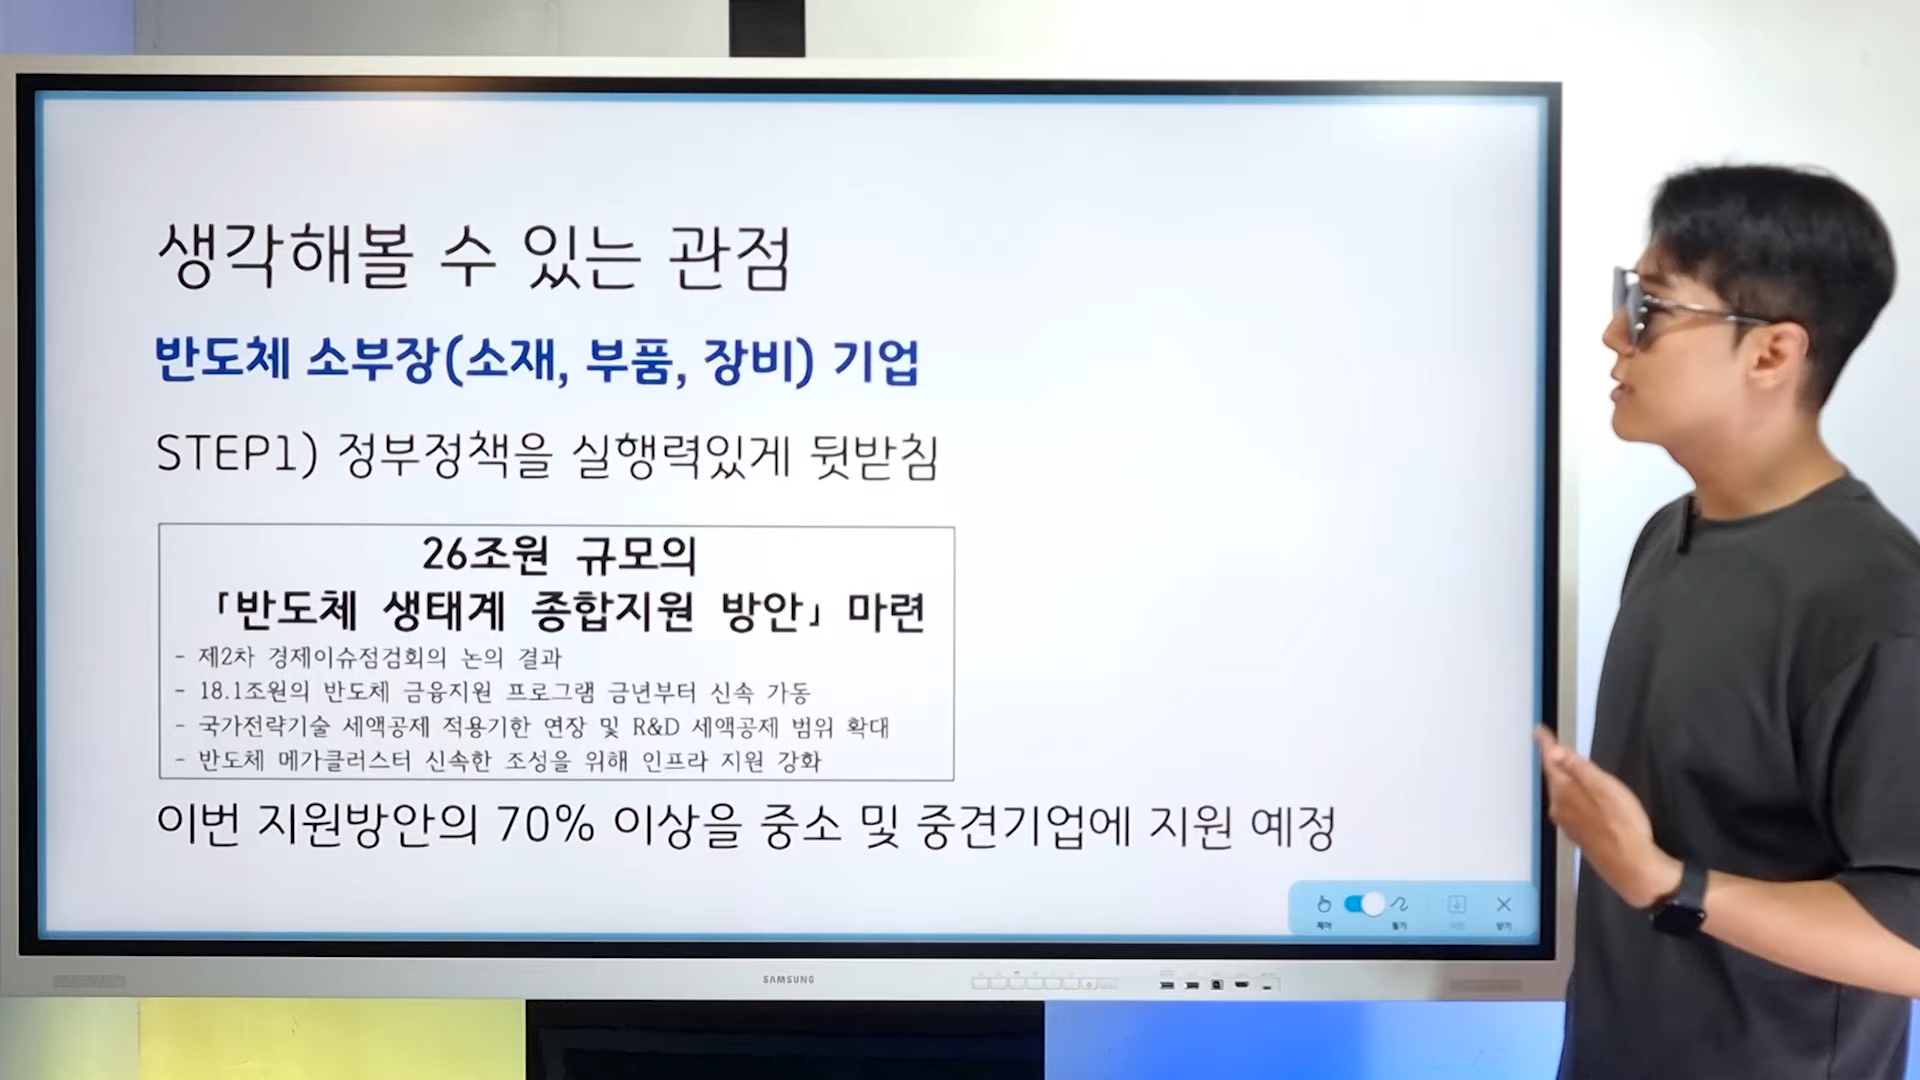 생각해볼 수 있는 관점
반도체 소부장(소재, 부품, 장비) 기업
STEP1) 정부정책을 실행력있게 뒷받침
26조원 규모의
「반도체 생태계 종합지원 방안」 마련
- 제2차 경제이슈점검회의 논의 결과
- 18.1조원의 반도체 금융지원 프로그램 금년부터 신속 가동
- 국가전략기술 세액공제 적용기한 연장 및 R&D 세액공제 범위 확대
- 반도체 메가클러스터 신속한 조성을 위해 인프라 지원 강화
이번 지원방안의 70% 이상을 중소 및 중견기업에 지원 예정
제어 필기 닫기
SAMSUNG